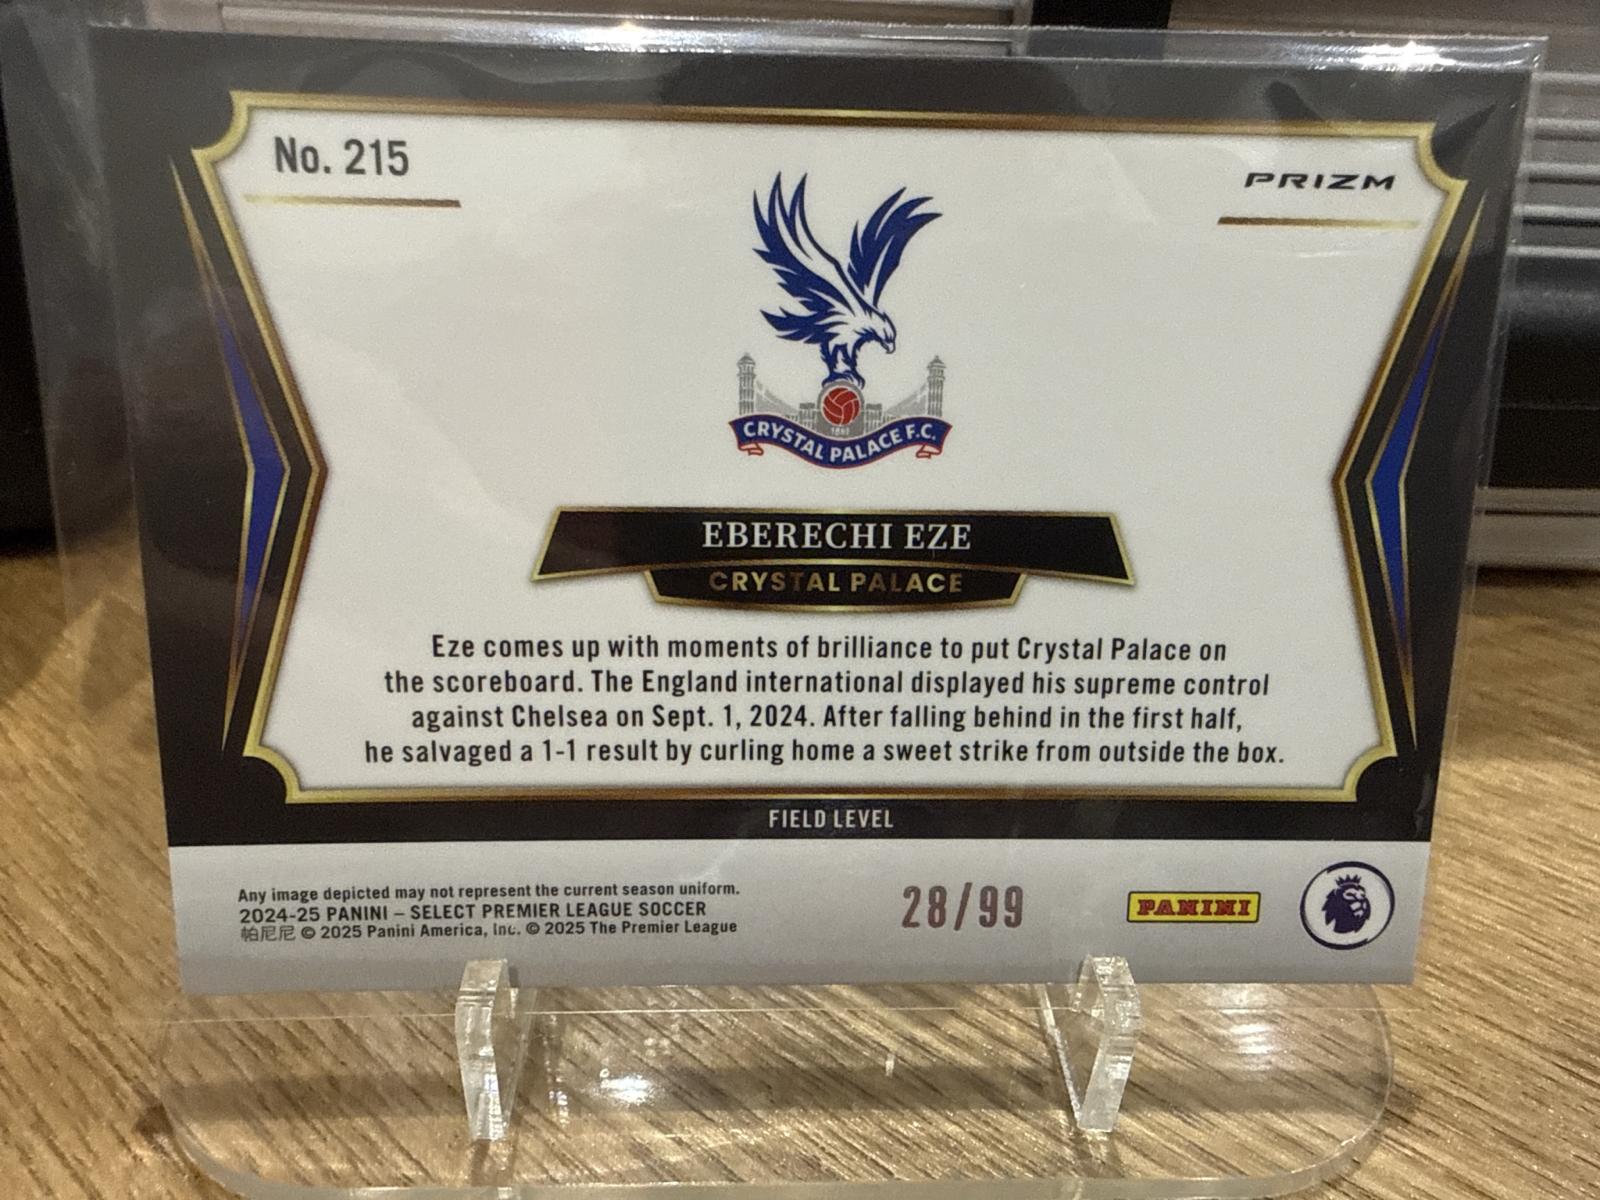 No. 215
PRIZM
1861
CRYSTAL PALACE F.C.
EBERECHI EZE
CRYSTAL PALACE
Eze comes up with moments of brilliance to put Crystal Palace on
the scoreboard. The England international displayed his supreme control
against Chelsea on Sept. 1, 2024. After falling behind in the first half,
he salvaged a 1-1 result by curling home a sweet strike from outside the box.
FIELD LEVEL
Any image depicted may not represent the current season uniform.
2024-25 PANINI – SELECT PREMIER LEAGUE SOCCER
帕尼尼 © 2025 Panini America, Inc. © 2025 The Premier League
28/99
PANINI